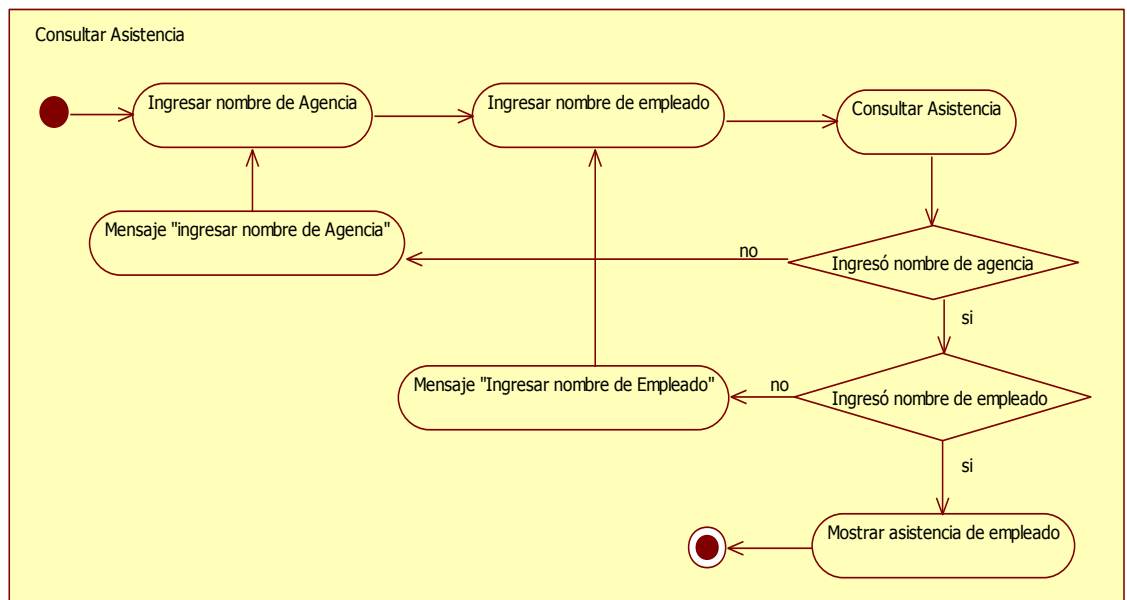 Consultar Asistencia
Ingresar nombre de Agencia
Ingresar nombre de empleado
Consultar Asistencia
Mensaje "ingresar nombre de Agencia"
no
Ingresó nombre de agencia
si
Mensaje "Ingresar nombre de Empleado"
no
Ingresó nombre de empleado
si
Mostrar asistencia de empleado